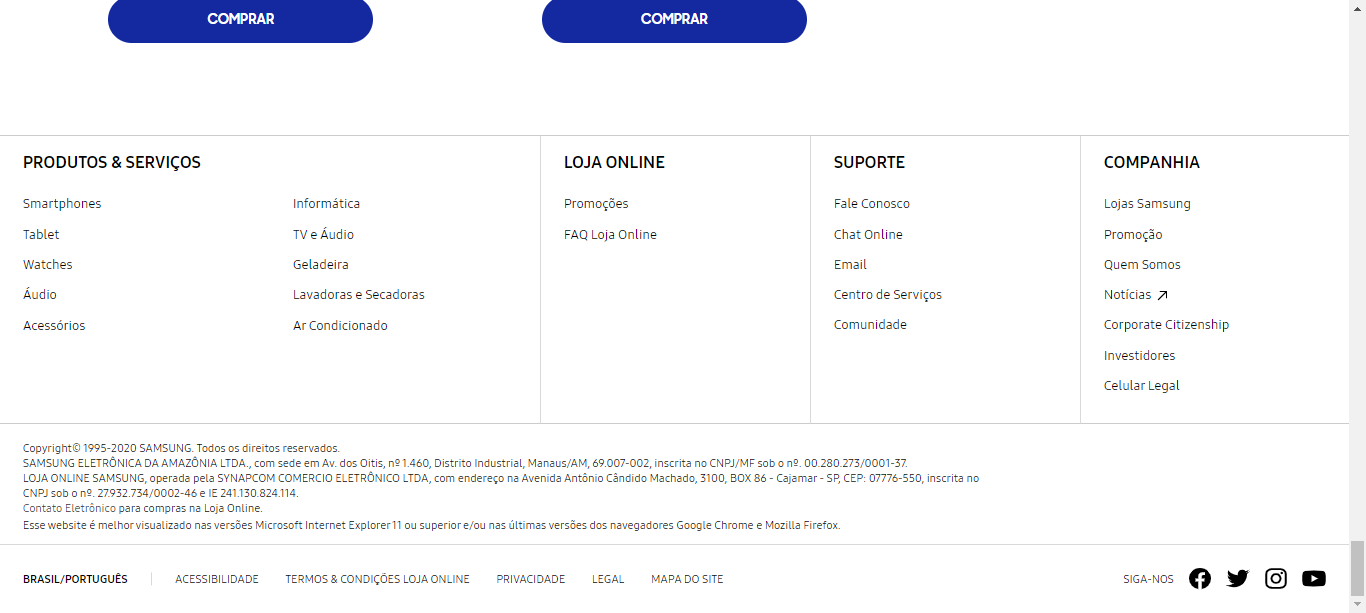 COMPRAR
COMPRAR
PRODUTOS & SERVIÇOS
Smartphones
Tablet
Watches
Áudio
Acessórios
Informática
TV e Áudio
Geladeira
Lavadoras e Secadoras
Ar Condicionado
LOJA ONLINE
Promoções
FAQ Loja Online
SUPORTE
Fale Conosco
Chat Online
Email
Centro de Serviços
Comunidade
COMPANHIA
Lojas Samsung
Promoção
Quem Somos
Notícias
Corporate Citizenship
Investidores
Celular Legal
Copyright© 1995-2020 SAMSUNG. Todos os direitos reservados.
SAMSUNG ELETRÔNICA DA AMAZÔNIA LTDA., com sede em Av. dos Oitis, nº 1.460, Distrito Industrial, Manaus/AM, 69.007-002, inscrita no CNPJ/MF sob o nº. 00.280.273/0001-37.
LOJA ONLINE SAMSUNG, operada pela SYNAPCOM COMERCIO ELETRÔNICO LTDA, com endereço na Avenida Antônio Cândido Machado, 3100, BOX 86 - Cajamar - SP, CEP: 07776-550, inscrita no
CNPJ sob o nº. 27.932.734/0002-46 e IE 241.130.824.114.
Contato Eletrônico para compras na Loja Online.
Esse website é melhor visualizado nas versões Microsoft Internet Explorer 11 ou superior e/ou nas últimas versões dos navegadores Google Chrome e Mozilla Firefox.
BRASIL/PORTUGUÊS
ACESSIBILIDADE
TERMOS & CONDIÇÕES LOJA ONLINE
PRIVACIDADE
LEGAL
MAPA DO SITE
SIGA-NOS